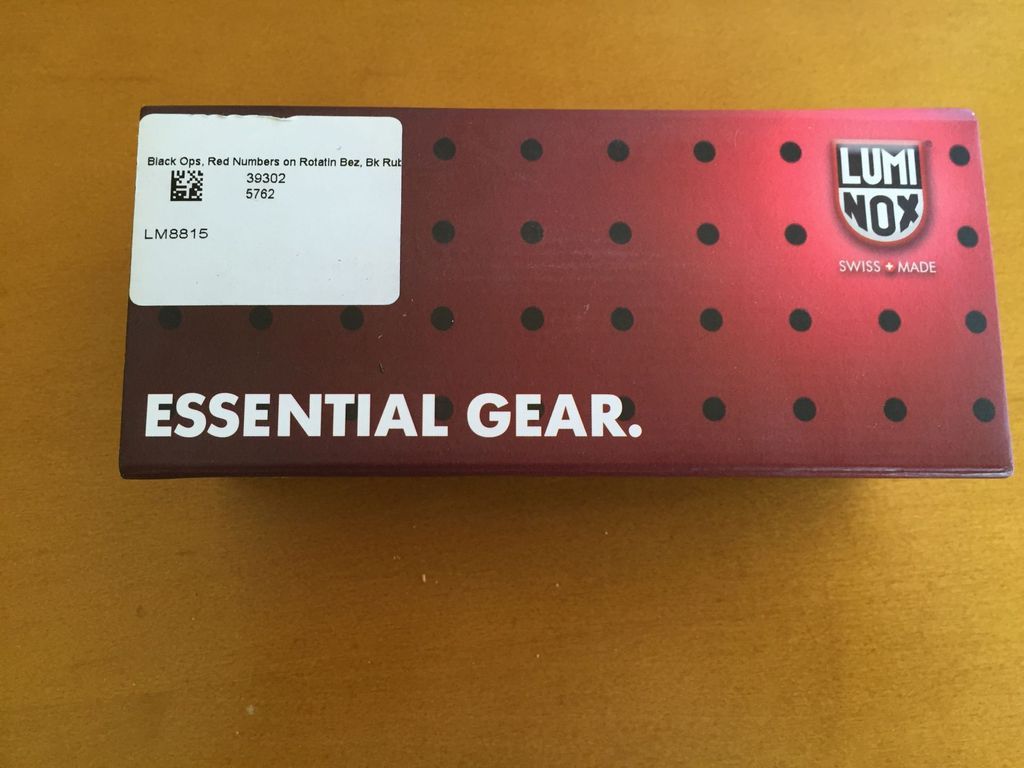 Black Ops, Red Numbers on Rotatin Bez, Bk Rub
39302
5762
LM8815
LUMI
NOX
SWISS + MADE
ESSENTIAL GEAR.